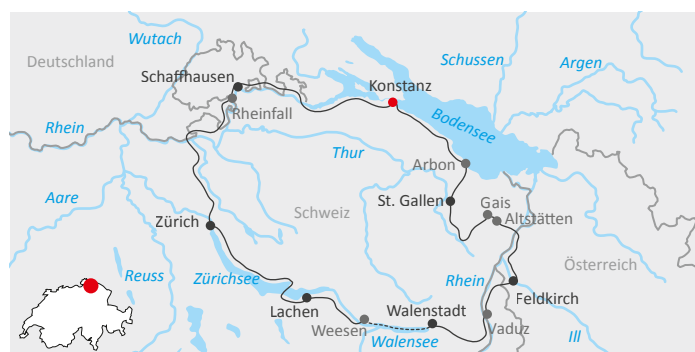 Wutach
Deutschland
Schussen
Argen
Schaffhausen
Konstanz
Rheinfall
Bodensee
Rhein
Thur
Arbon
Aare
St. Gallen
Gais
Altstätten
Schweiz
Zürich
Österreich
Reuss
Zürichsee
Rhein
Feldkirch
Lachen
Walenstadt
Weesen
Vaduz
Walensee
Ill